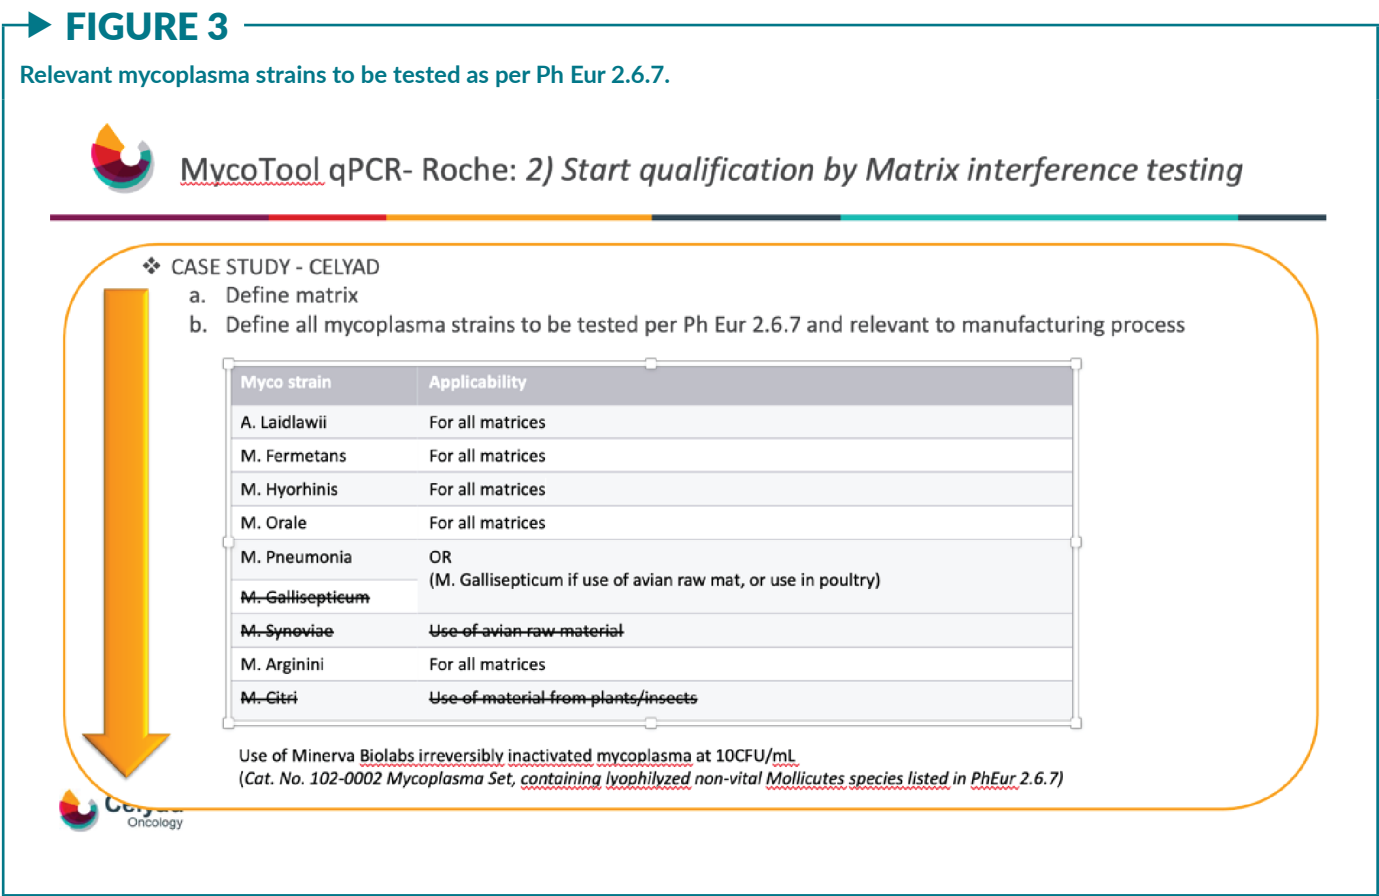 FIGURE 3
Relevant mycoplasma strains to be tested as per Ph Eur 2.6.7.
MycoTool qPCR- Roche: 2) Start qualification by Matrix interference testing
❖ CASE STUDY - CELYAD
a. Define matrix
b. Define all mycoplasma strains to be tested per Ph Eur 2.6.7 and relevant to manufacturing process
Myco strain Applicability
A. Laidlawii For all matrices
M. Fermetans For all matrices
M. Hyorhinis For all matrices
M. Orale For all matrices
M. Pneumonia OR
(M. Gallisepticum if use of avian raw mat, or use in poultry)
M. Gallisepticum
M. Synoviae Use of avian raw material
M. Arginini For all matrices
M. Citri Use of material from plants/insects
Use of Minerva Biolabs irreversibly inactivated mycoplasma at 10CFU/mL
(Cat. No. 102-0002 Mycoplasma Set, containing lyophilyzed non-vital Mollicutes species listed in PhEur 2.6.7)
Celyad
Oncology